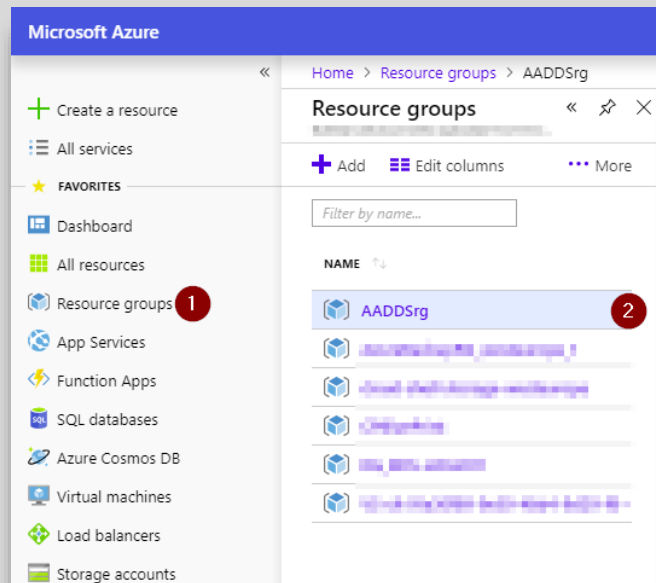 Microsoft Azure
«
Create a resource
All services
FAVORITES
Dashboard
All resources
Resource groups 1
App Services
Function Apps
SQL databases
Azure Cosmos DB
Virtual machines
Load balancers
Storage accounts
Home > Resource groups > AADDSrg
Resource groups «
Add Edit columns ••• More
Filter by name...
NAME ↑↓
AADDSrg 2